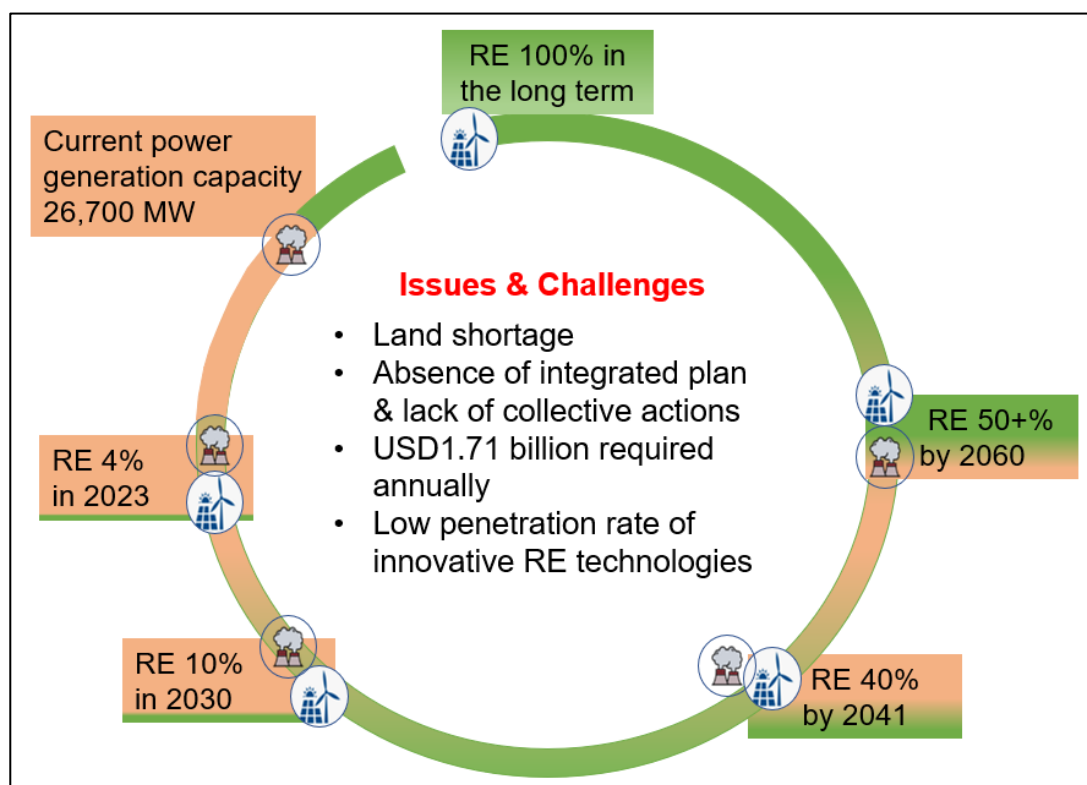 RE 100% in
the long term
Current power
generation capacity
26,700 MW
Issues & Challenges
• Land shortage
• Absence of integrated plan
& lack of collective actions
• USD1.71 billion required
annually
• Low penetration rate of
innovative RE technologies
RE 4%
in 2023
RE 10%
in 2030
RE 40%
by 2041
RE 50+%
by 2060